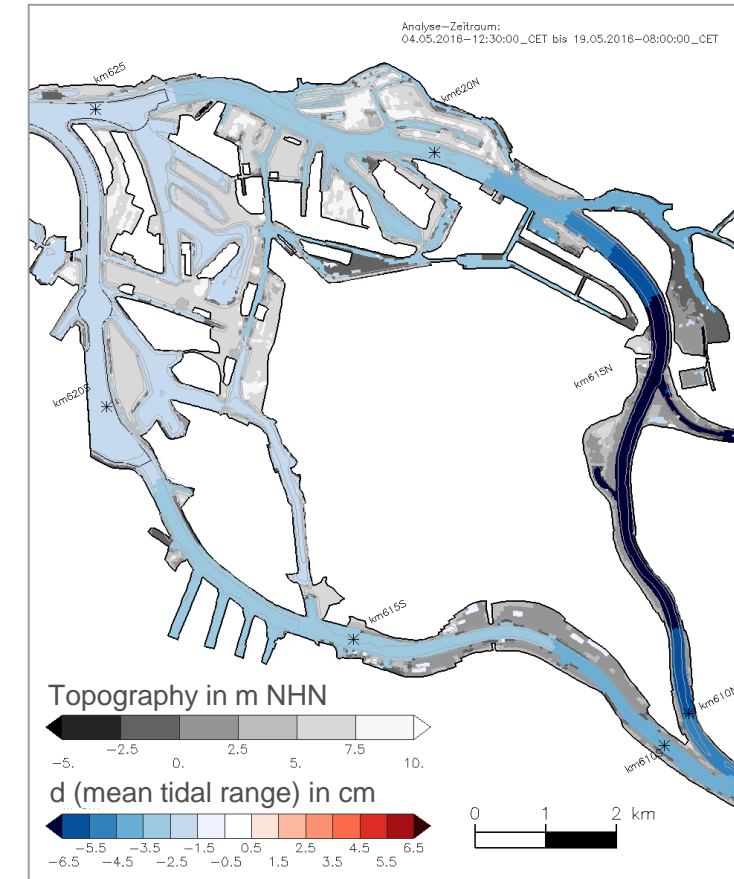 Analyse-Zeitraum:
04.05.2016-12:30:00_CET bis 19.05.2016-08:00:00_CET
km625
km620N
km615N
km620S
km615S
km610N
km610S
Topography in m NHN
-2.5 2.5 7.5
-5. 0. 5. 10.
d (mean tidal range) in cm
0 1 2 km
-5.5 -3.5 -1.5 0.5 2.5 4.5 6.5
-6.5 -4.5 -2.5 -0.5 1.5 3.5 5.5